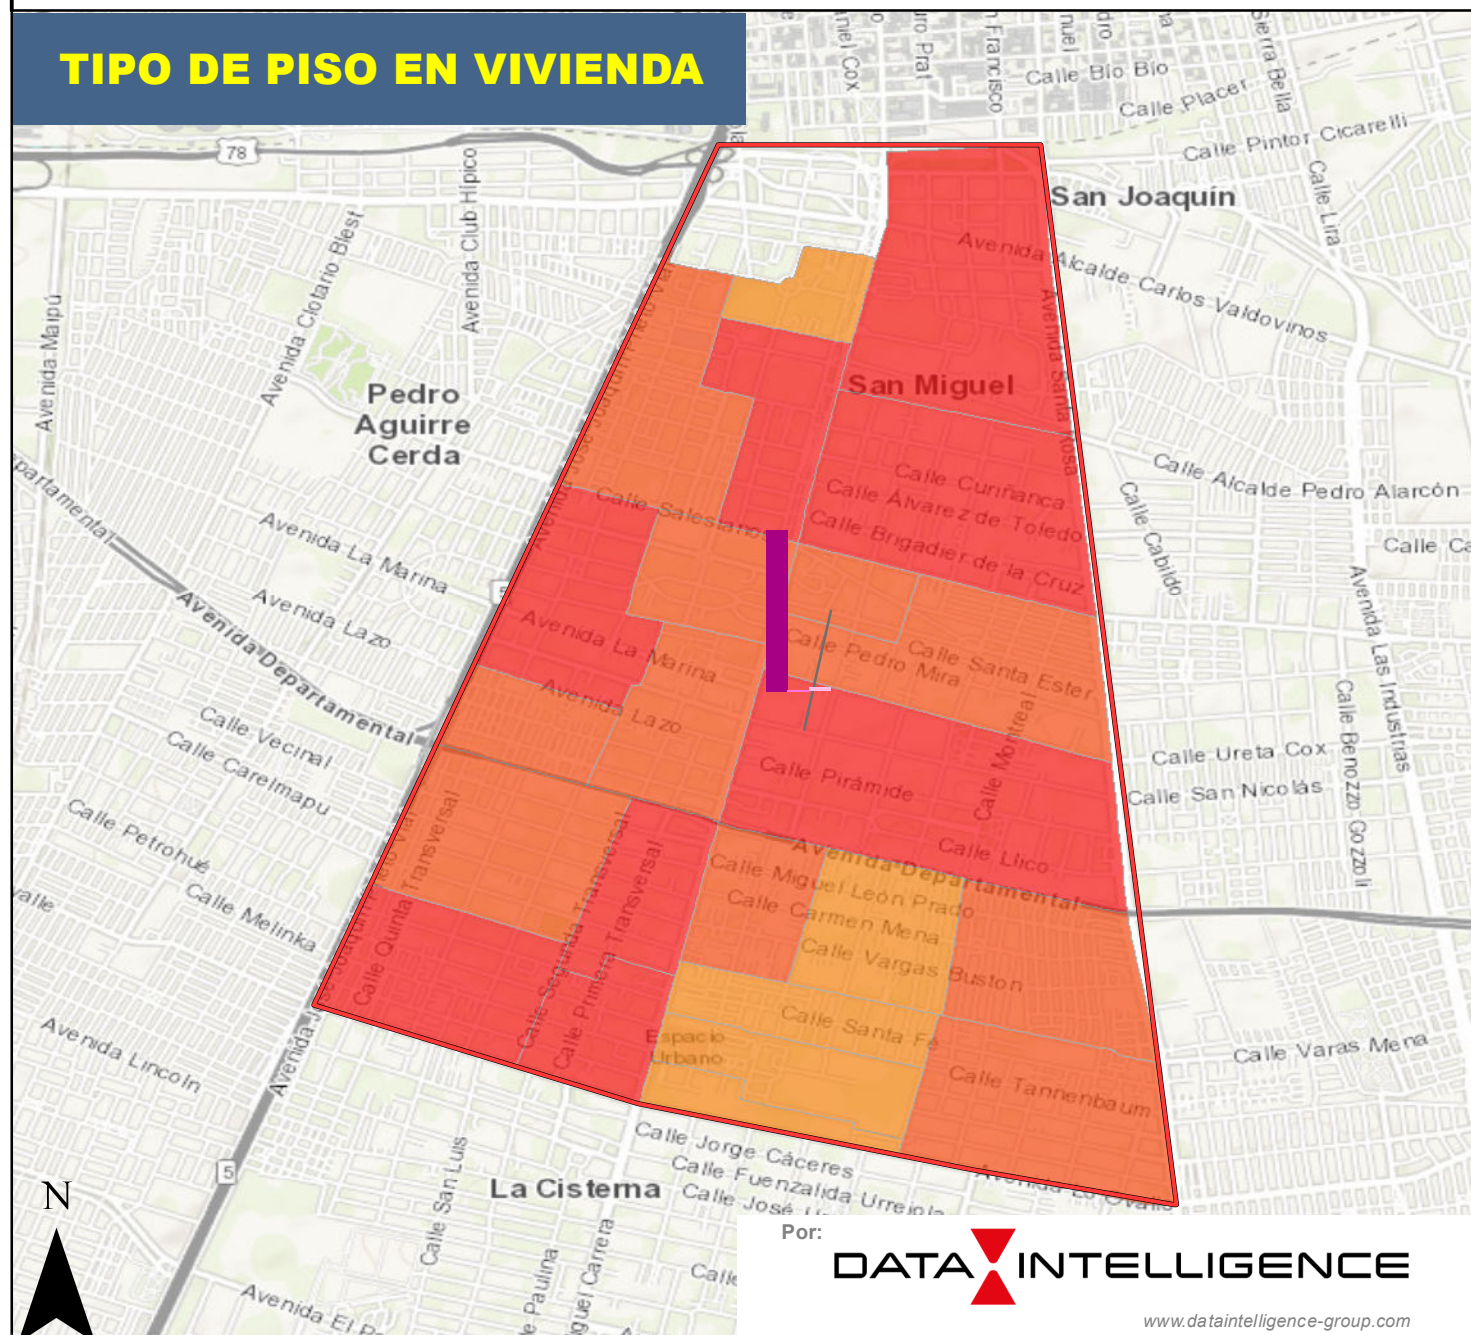 TIPO DE PISO EN VIVIENDA
Calle Bío Bío
Calle Placer
Sierra Bella
Calle Pintor Cicarelli
Calle Lira
78
San Joaquín
Avenida Club Hípico
Avenida Clotario Blest
Avenida Maipú
Avenida Alcalde Carlos Valdovinos
Avenida Santa Rosa
San Miguel
Pedro
Aguirre
Cerda
Calle Curiñanca
Calle Álvarez de Toledo
Calle Brigadier de la Cruz
Calle Alcalde Pedro Alarcón
Calle Cabildo
Calle Salesianos
Avenida La Marina
Avenida Lazo
Avenida Departamental
Avenida La Marina
Avenida Lazo
Calle Pedro Mira
Calle Santa Ester
Calle Montreal
Avenida Las Industrias
Calle Benozzo Gozzoli
Calle Vecinal
Calle Careimapu
Calle Petrohué
Calle Melinka
Calle Pirámide
Calle Llico
Calle Ureta Cox
Calle San Nicolás
Avenida Departamental
Calle Miguel León Prado
Calle Carmen Mena
Calle Vargas Buston
Calle Quinta Transversal
Calle Segunda Transversal
Calle Primera Transversal
Calle Santa Fe
Espacio
Urbano
Calle Tannenbaum
Calle Varas Mena
Avenida Lincoln
5
Calle San Luis
La Cisterna
Calle Jorge Cáceres
Calle Fuenzalida Urrejola
Calle José
Avenida Lo Ovalle
N
Por:
DATA INTELLIGENCE
www.dataintelligence-group.com